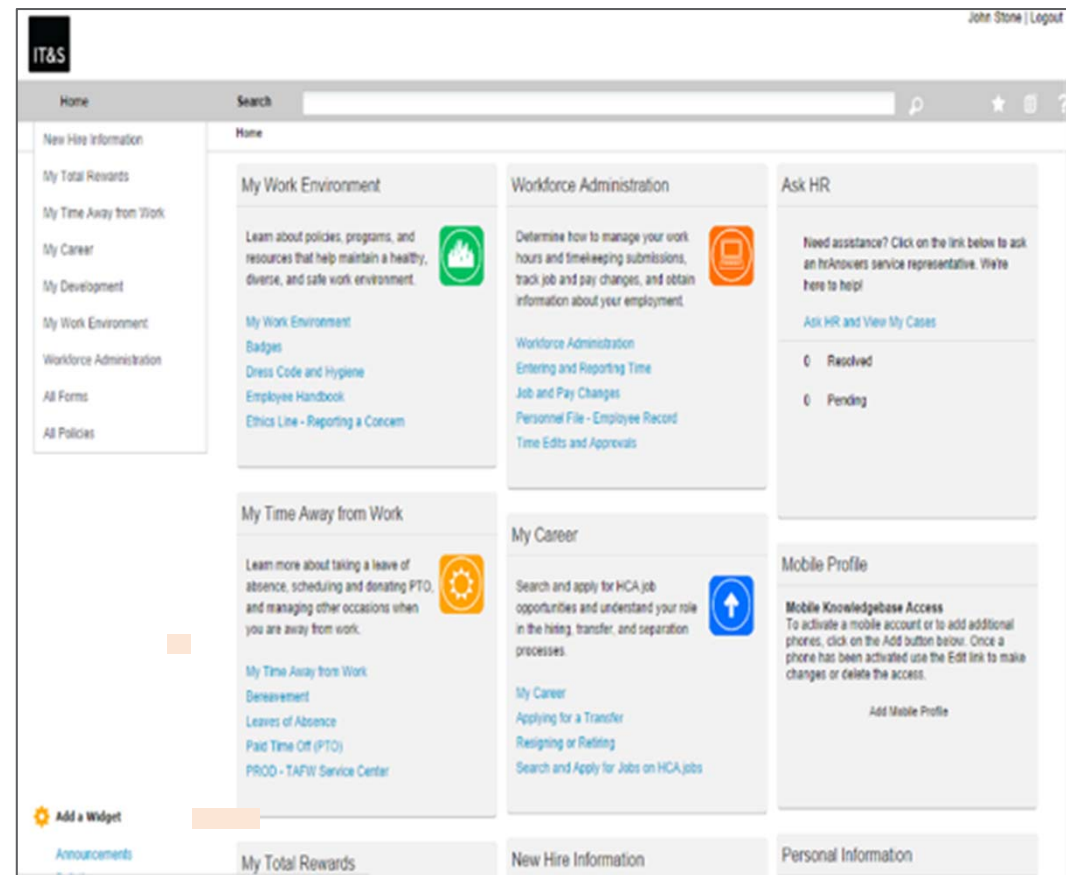 John Stone | Logout
IT&S
Home
Search
?
New Hire Information
My Total Rewards
My Time Away from Work
My Career
My Development
My Work Environment
Workforce Administration
All Forms
All Policies
Home
My Work Environment
Learn about policies, programs, and
resources that help maintain a healthy,
diverse, and safe work environment.
My Work Environment
Badges
Dress Code and Hygiene
Employee Handbook
Ethics Line - Reporting a Concern
Workforce Administration
Determine how to manage your work
hours and timekeeping submissions,
track job and pay changes, and obtain
information about your employment.
Workforce Administration
Entering and Reporting Time
Job and Pay Changes
Personnel File - Employee Record
Time Edits and Approvals
Ask HR
Need assistance? Click on the link below to ask
an hrAnswers service representative. We're
here to help!
Ask HR and View My Cases
0 Resolved
0 Pending
My Time Away from Work
Learn more about taking a leave of
absence, scheduling and donating PTO,
and managing other occasions when
you are away from work.
My Time Away from Work
Bereavement
Leaves of Absence
Paid Time Off (PTO)
PROD - TAFW Service Center
My Career
Search and apply for HCA job
opportunities and understand your role
in the hiring, transfer, and separation
processes.
My Career
Applying for a Transfer
Resigning or Retiring
Search and Apply for Jobs on HCA jobs
Mobile Profile
Mobile Knowledgebase Access
To activate a mobile account or to add additional
phones, click on the Add button below. Once a
phone has been activated use the Edit link to make
changes or delete the access.
Add Mobile Profile
Add a Widget
Announcements
My Total Rewards
New Hire Information
Personal Information